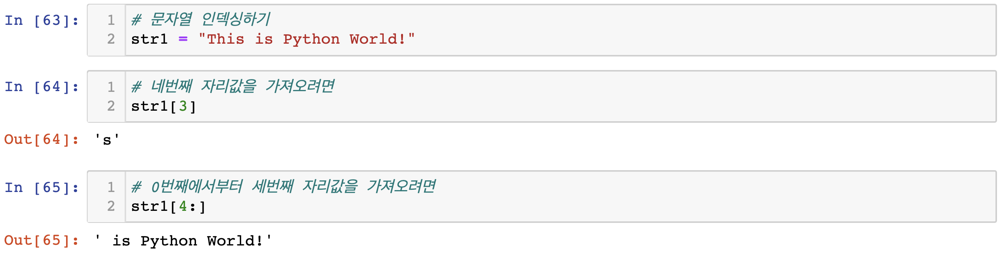 In [63]: 1 # 문자열 인덱싱하기
2 str1 = "This is Python World!"
In [64]: 1 # 네번째 자리값을 가져오려면
2 str1[3]
Out[64]: 's'
In [65]: 1 # 0번째에서부터 세번째 자리값을 가져오려면
2 str1[4:]
Out[65]: ' is Python World!'